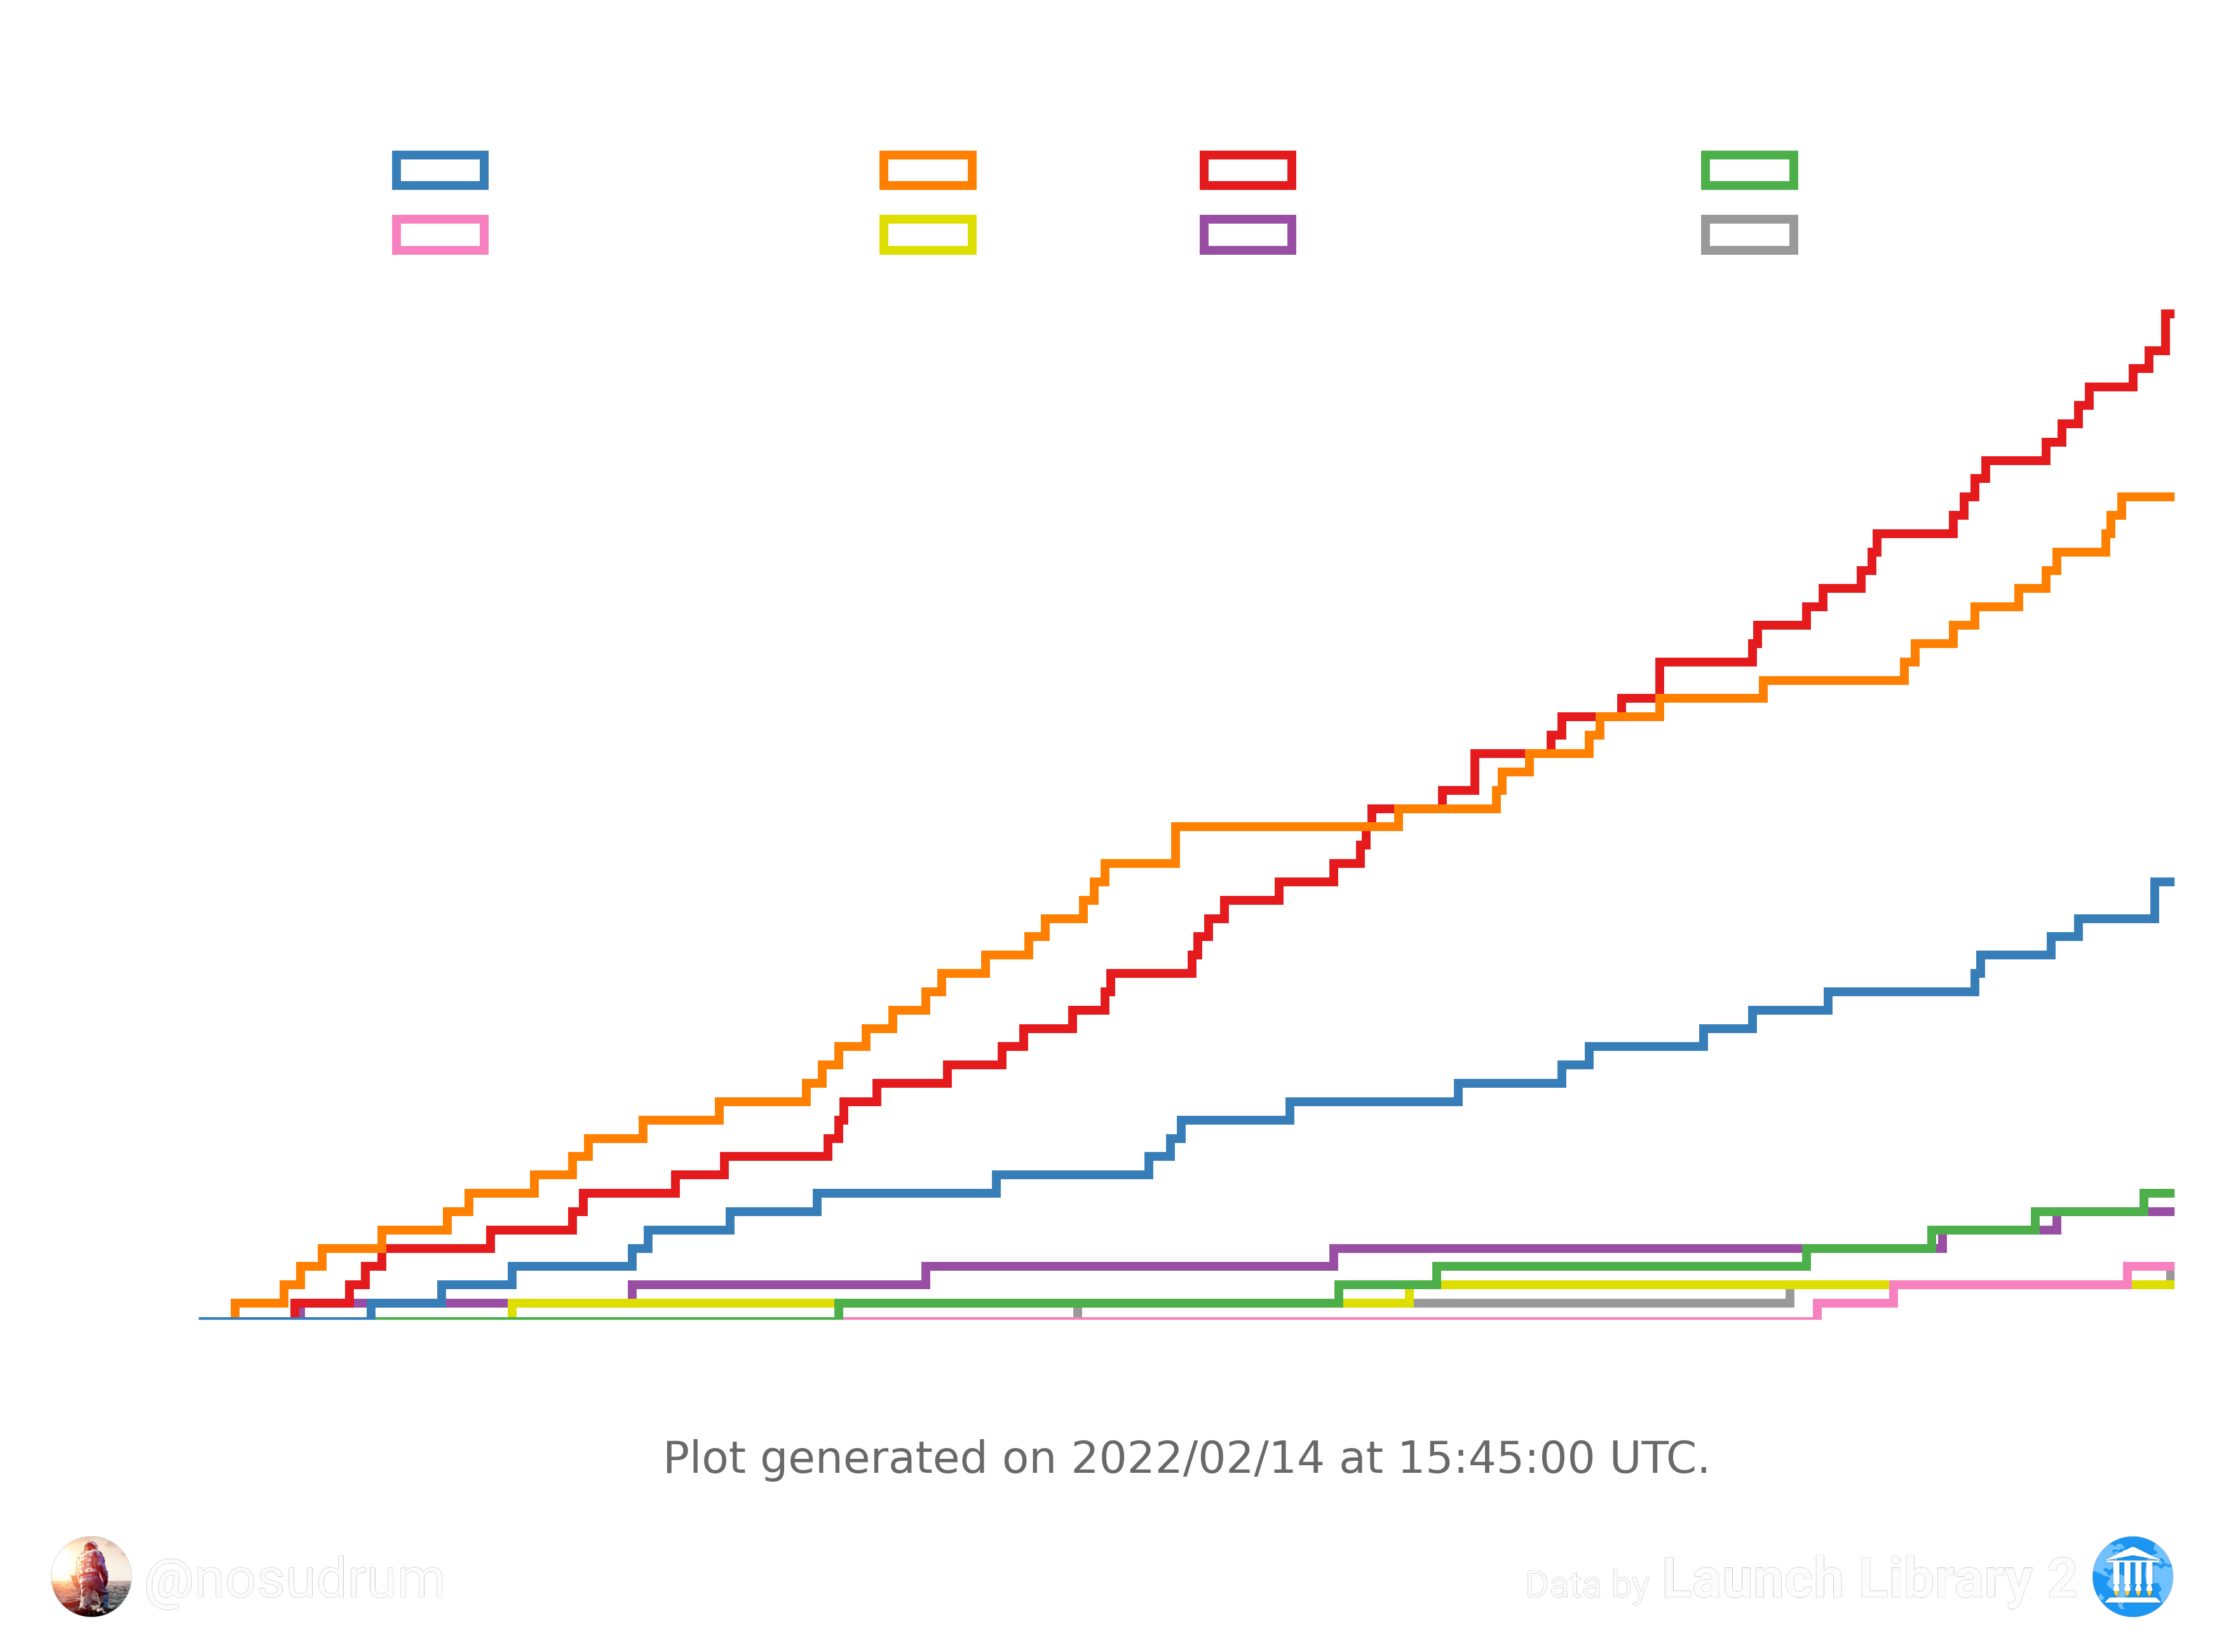 Plot generated on 2022/02/14 at 15:45:00 UTC.
@nosudrum
Data by Launch Library 2